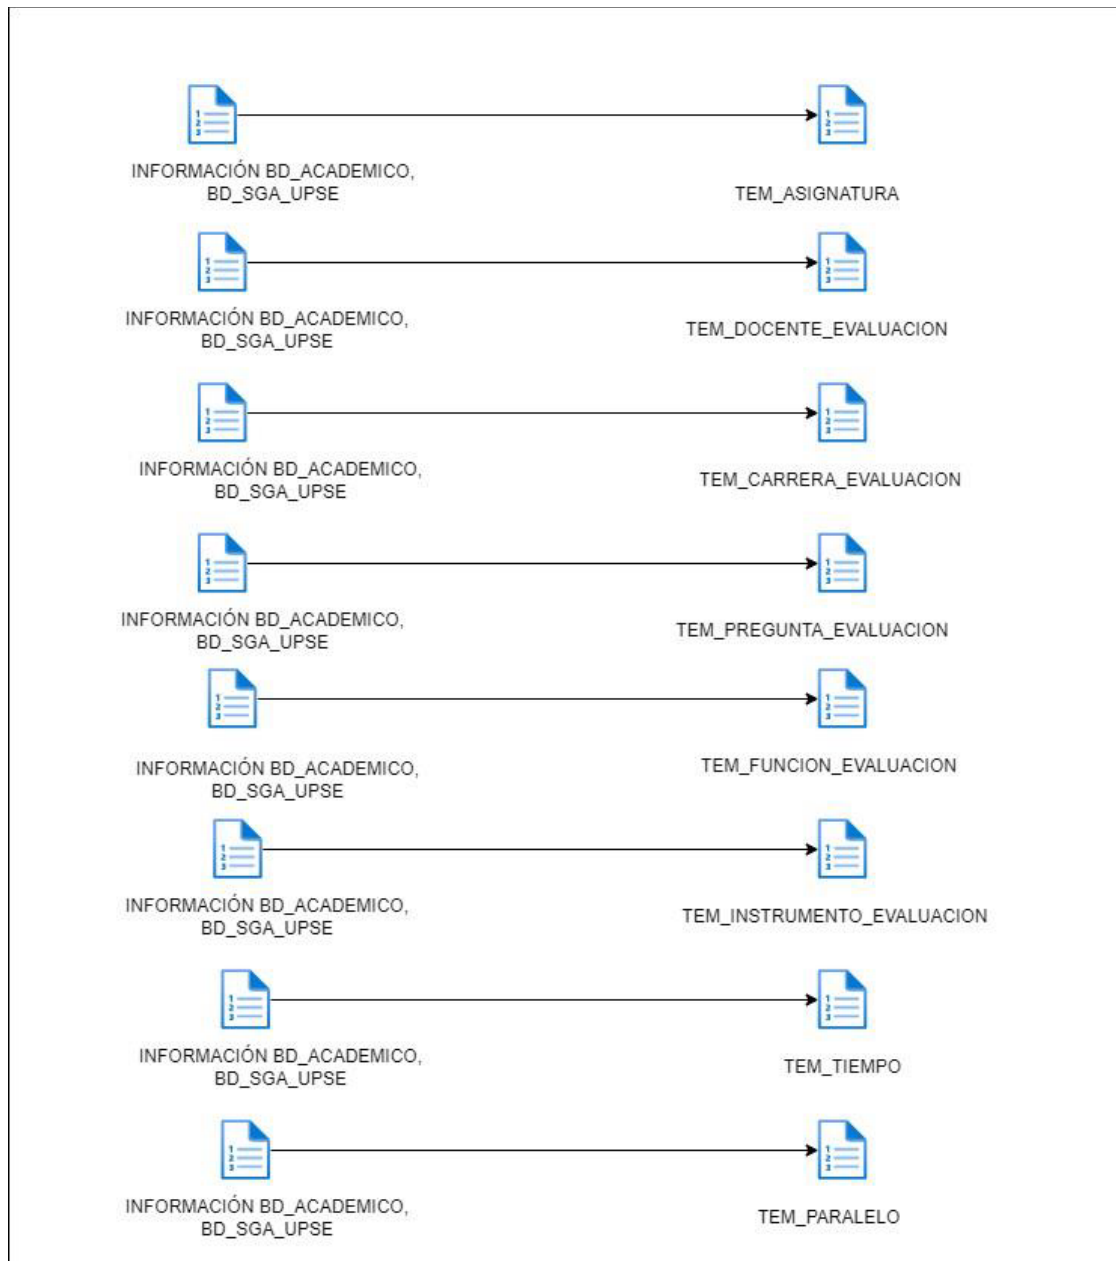 INFORMACIÓN BD_ACADEMICO,
BD_SGA_UPSE
TEM_ASIGNATURA
INFORMACIÓN BD_ACADEMICO,
BD_SGA_UPSE
TEM_DOCENTE_EVALUACION
INFORMACIÓN BD_ACADEMICO,
BD_SGA_UPSE
TEM_CARRERA_EVALUACION
INFORMACIÓN BD_ACADEMICO,
BD_SGA_UPSE
TEM_PREGUNTA_EVALUACION
INFORMACIÓN BD_ACADEMICO,
BD_SGA_UPSE
TEM_FUNCION_EVALUACION
INFORMACIÓN BD_ACADEMICO,
BD_SGA_UPSE
TEM_INSTRUMENTO_EVALUACION
INFORMACIÓN BD_ACADEMICO,
BD_SGA_UPSE
TEM_TIEMPO
INFORMACIÓN BD_ACADEMICO,
BD_SGA_UPSE
TEM_PARALELO